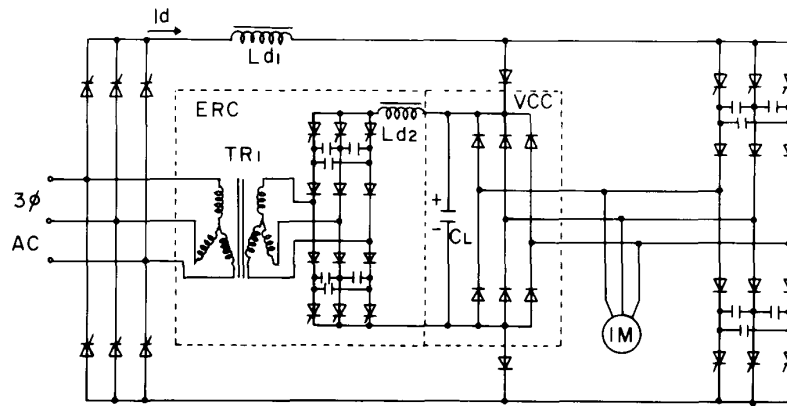 Id
Ld1
ERC
VCC
Ld2
TR1
3ϕ
+
AC
-
CL
IM